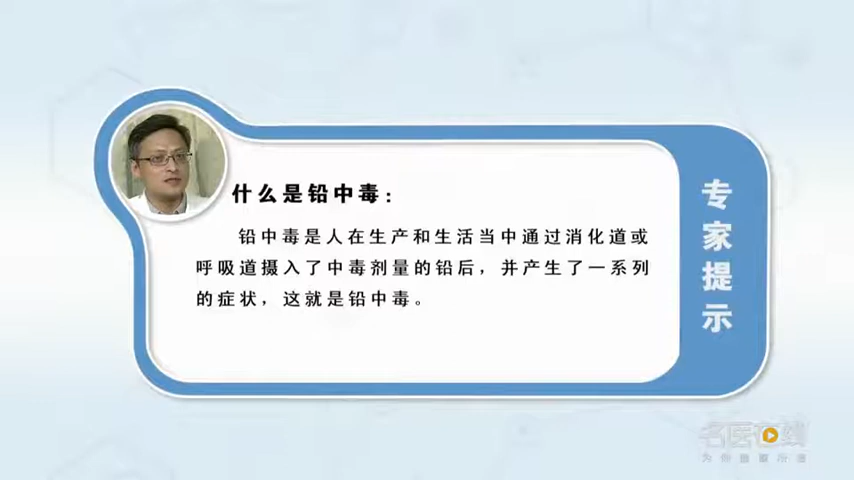 什么是铅中毒：
铅中毒是人在生产和生活当中通过消化道或
呼吸道摄入了中毒剂量的铅后，并产生了一系列
的症状，这就是铅中毒。
专家提示
名医在线